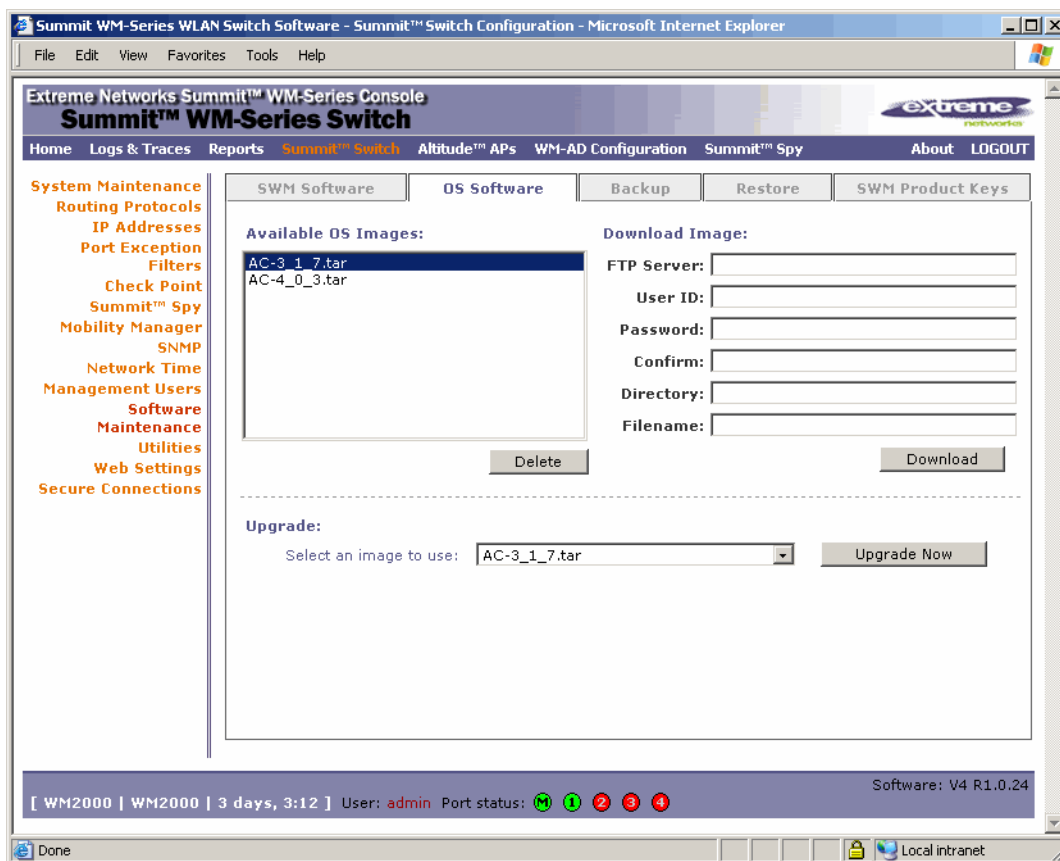 Summit WM-Series WLAN Switch Software - Summit™ Switch Configuration - Microsoft Internet Explorer
File Edit View Favorites Tools Help
Extreme Networks Summit™ WM-Series Console
Summit™ WM-Series Switch
extreme
networks
Home Logs & Traces Reports Summit™ Switch Altitude™ APs WM-AD Configuration Summit™ Spy About LOGOUT
System Maintenance
Routing Protocols
IP Addresses
Port Exception
Filters
Check Point
Summit™ Spy
Mobility Manager
SNMP
Network Time
Management Users
Software
Maintenance
Utilities
Web Settings
Secure Connections
SWM Software OS Software Backup Restore SWM Product Keys
Available OS Images:
AC-3_1_7.tar
AC-4_0_3.tar
Delete
Download Image:
FTP Server:
User ID:
Password:
Confirm:
Directory:
Filename:
Download
Upgrade:
Select an image to use: AC-3_1_7.tar Upgrade Now
Software: V4 R1.0.24
[ WM2000 | WM2000 | 3 days, 3:12 ] User: admin Port status: M 1 2 3 4
Done Local intranet